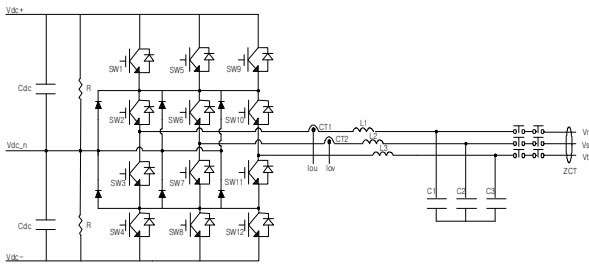 Vdc+
SW1
SW5
SW9
Cdc
R
SW2
SW6
SW10
CT1
L1
CT2
L2
L3
Vdc_n
Iou
Iov
Vr
Vs
Vt
ZCT
SW3
SW7
SW11
C1
C2
C3
Cdc
R
SW4
SW8
SW12
Vdc-